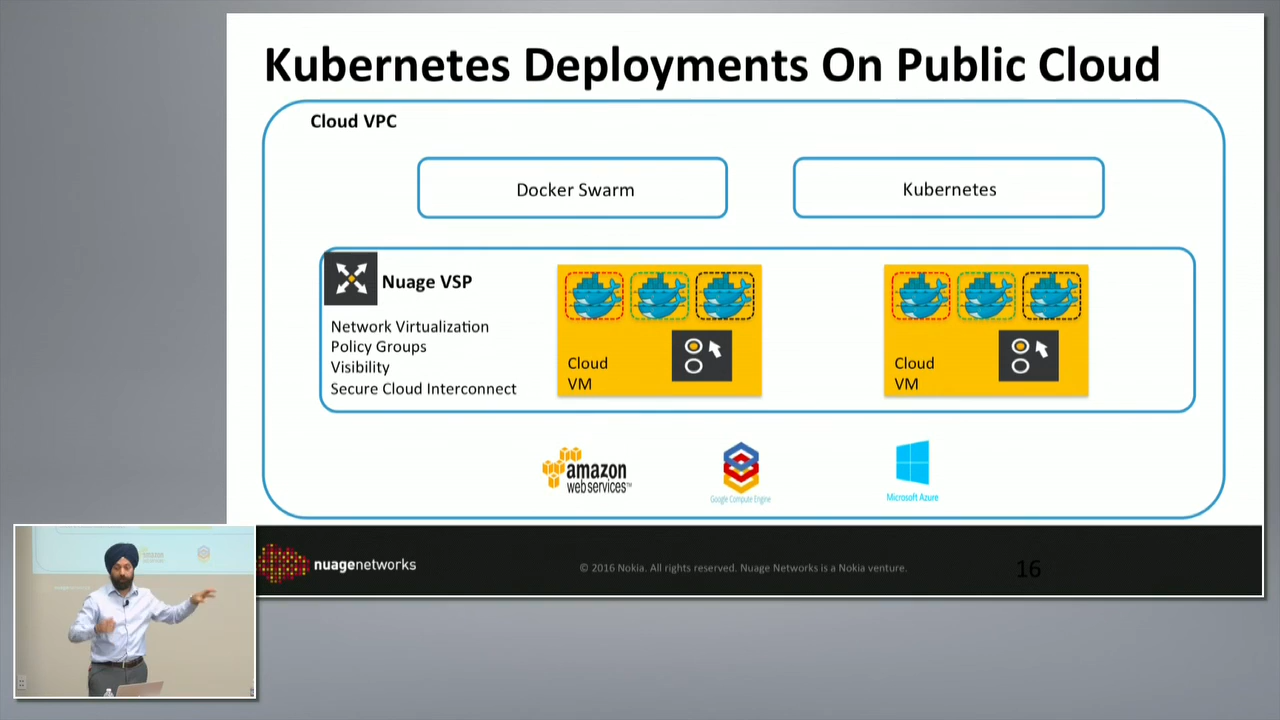 Kubernetes Deployments On Public Cloud
Cloud VPC
Docker Swarm
Kubernetes
Nuage VSP
Network Virtualization
Policy Groups
Visibility
Secure Cloud Interconnect
Cloud
VM
Cloud
VM
amazon
web services™
Google Compute Engine
Microsoft Azure
nuagenetworks
© 2016 Nokia. All rights reserved. Nuage Networks is a Nokia venture.
16